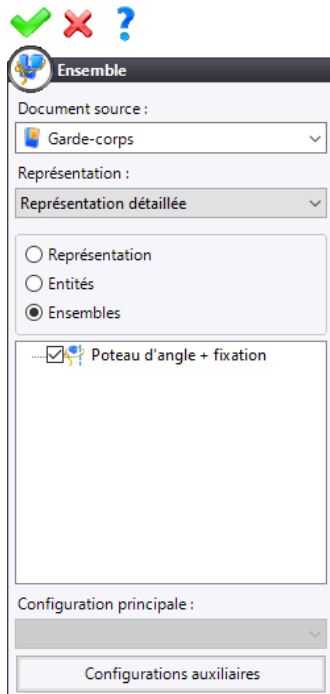 ?
Ensemble
Document source :
Garde-corps
Représentation :
Représentation détaillée
Représentation
Entités
Ensembles
Poteau d'angle + fixation
Configuration principale :
Configurations auxiliaires